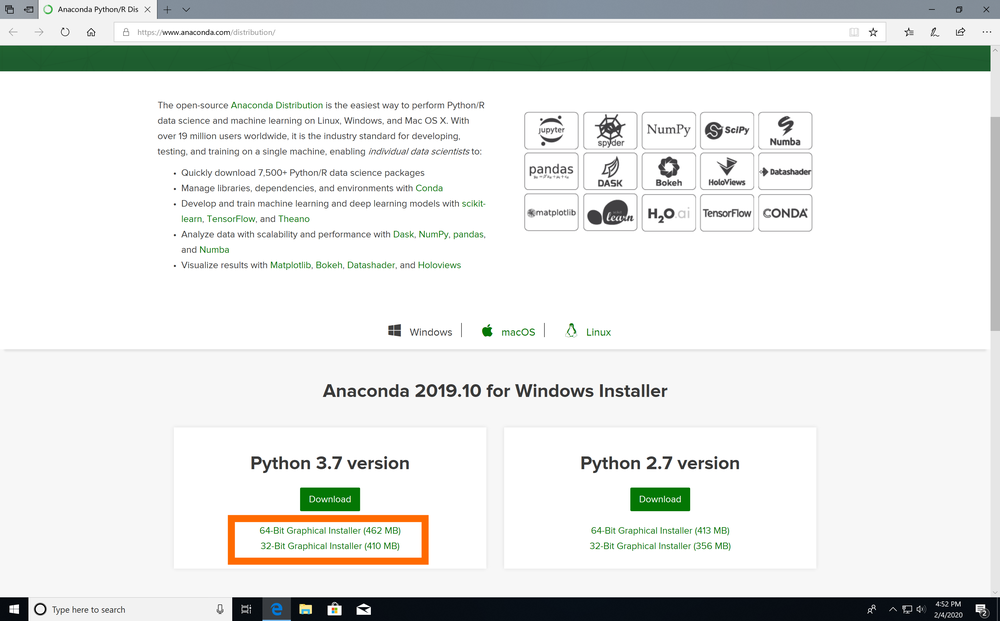 Anaconda Python/R Dis
https://www.anaconda.com/distribution/
The open-source Anaconda Distribution is the easiest way to perform Python/R
data science and machine learning on Linux, Windows, and Mac OS X. With
over 19 million users worldwide, it is the industry standard for developing,
testing, and training on a single machine, enabling individual data scientists to:
• Quickly download 7,500+ Python/R data science packages
• Manage libraries, dependencies, and environments with Conda
• Develop and train machine learning and deep learning models with scikit-
learn, TensorFlow, and Theano
• Analyze data with scalability and performance with Dask, NumPy, pandas,
and Numba
• Visualize results with Matplotlib, Bokeh, Datashader, and Holoviews
jupyter
spyder
NumPy
SciPy
Numba
pandas
DASK
Bokeh
HoloViews
Datashader
matplotlib
learn
H2O.ai
TensorFlow
CONDA
Windows
macOS
Linux
Anaconda 2019.10 for Windows Installer
Python 3.7 version
Download
64-Bit Graphical Installer (462 MB)
32-Bit Graphical Installer (410 MB)
Python 2.7 version
Download
64-Bit Graphical Installer (413 MB)
32-Bit Graphical Installer (356 MB)
Type here to search
4:52 PM
2/4/2020
2